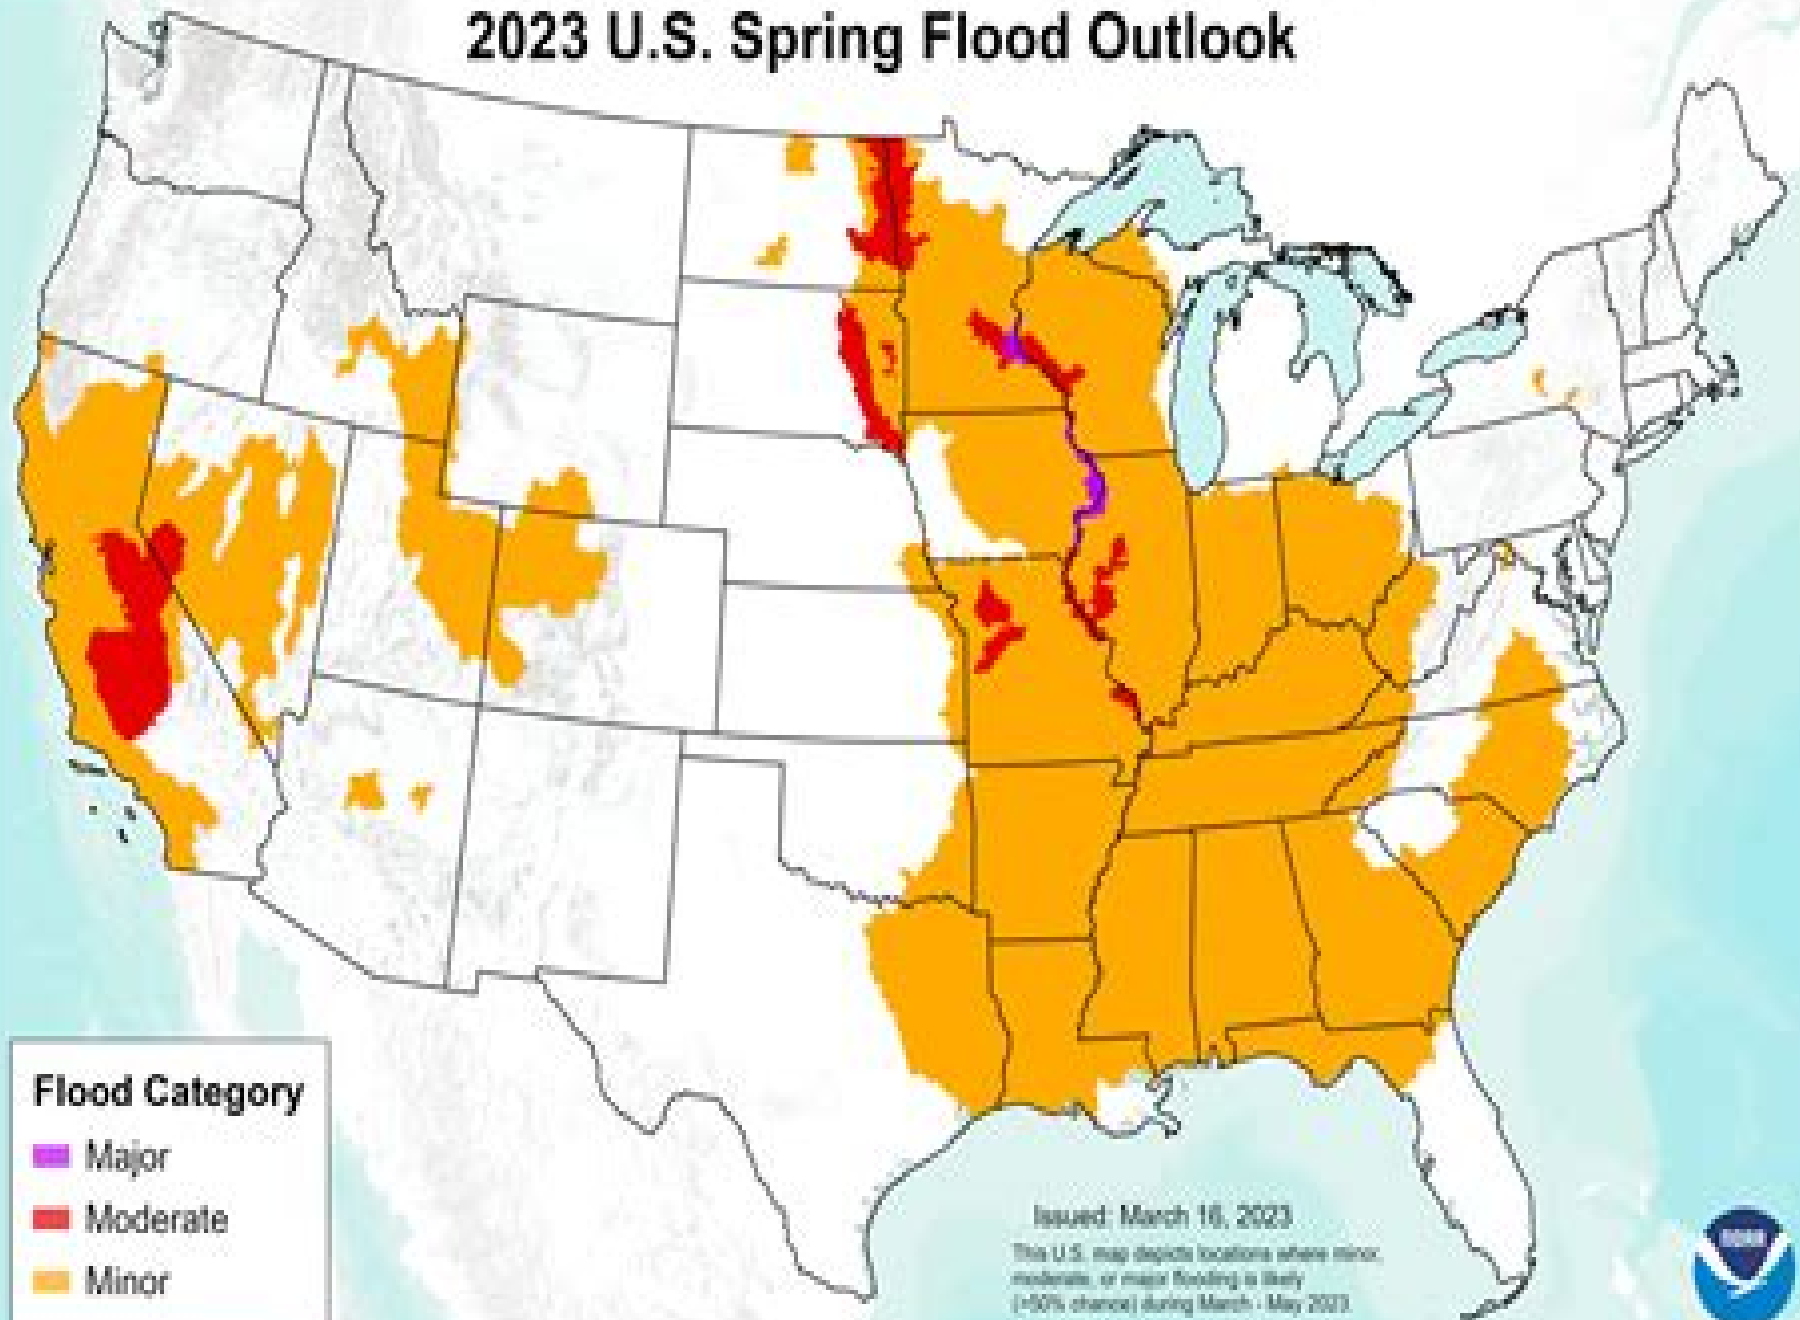 2023 U.S. Spring Flood Outlook
Flood Category
Major
Moderate
Minor
Issued: March 16, 2023
This U.S. map depicts locations where minor,
moderate, or major flooding is likely
(>50% chance) during March - May 2023
NOAA